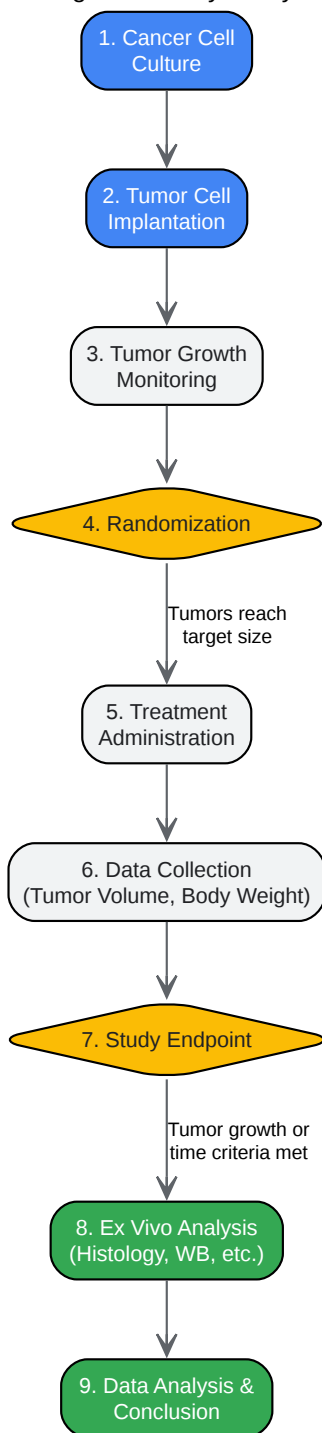 1. Cancer Cell
Culture
2. Tumor Cell
Implantation
3. Tumor Growth
Monitoring
4. Randomization
Tumors reach
target size
5. Treatment
Administration
6. Data Collection
(Tumor Volume, Body Weight)
7. Study Endpoint
Tumor growth or
time criteria met
8. Ex Vivo Analysis
(Histology, WB, etc.)
9. Data Analysis &
Conclusion